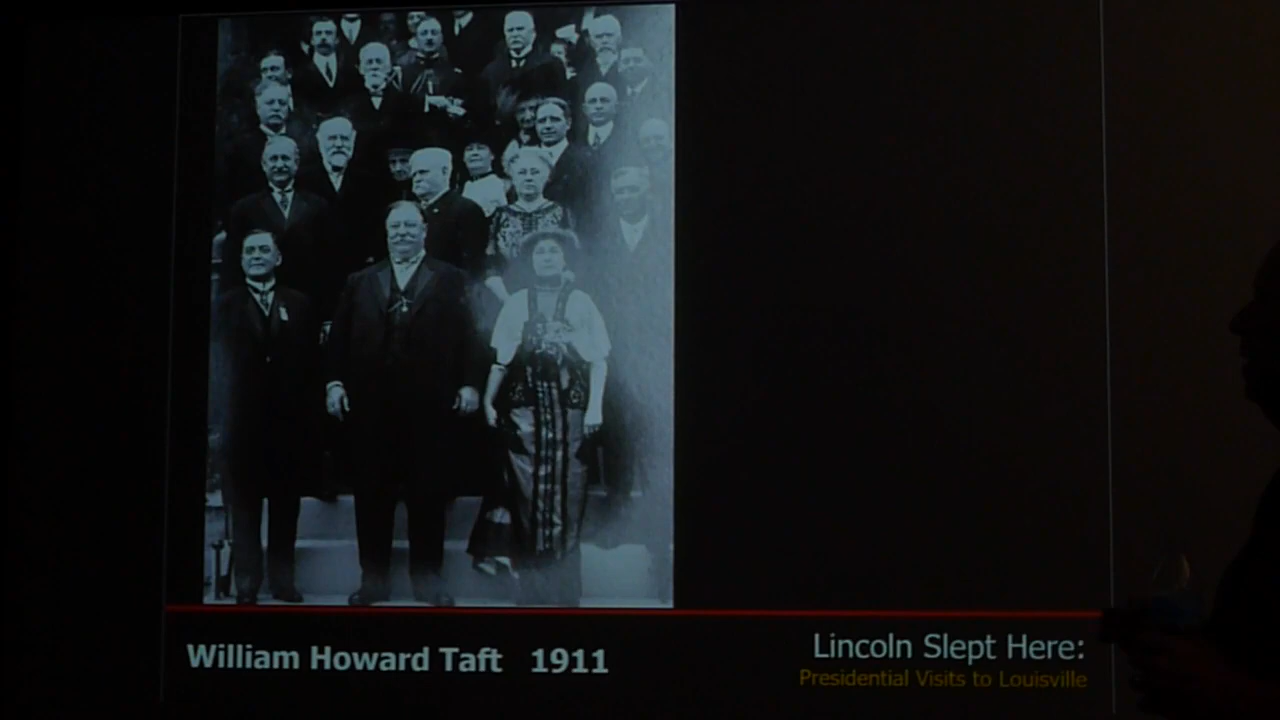 William Howard Taft 1911
Lincoln Slept Here:
Presidential Visits to Louisville